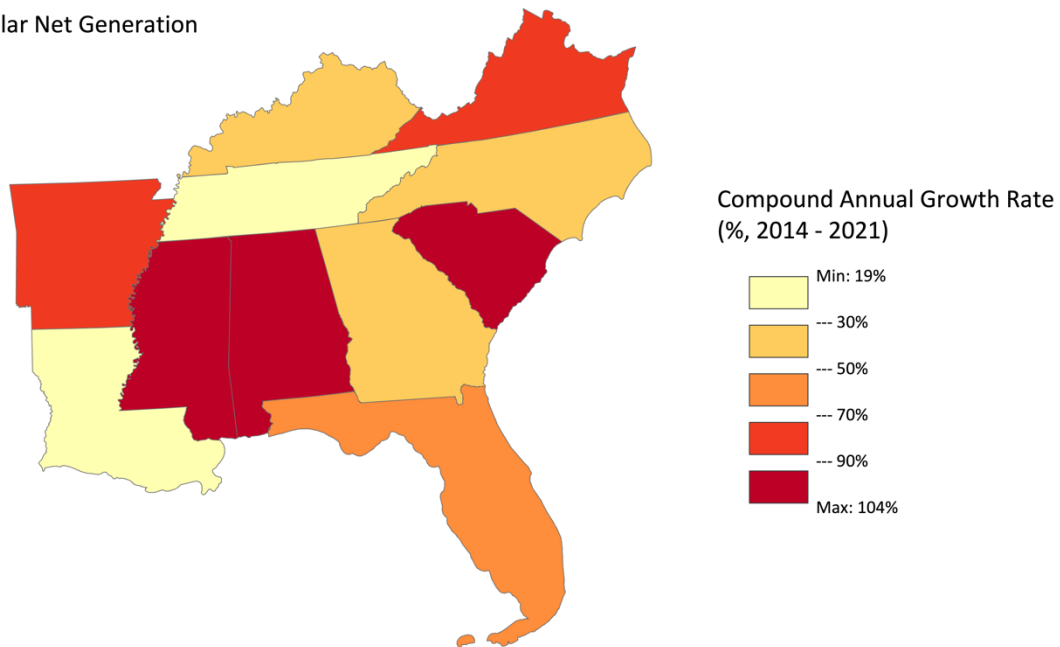 lar Net Generation
Compound Annual Growth Rate
(%, 2014 - 2021)
Min: 19%
--- 30%
--- 50%
--- 70%
--- 90%
Max: 104%